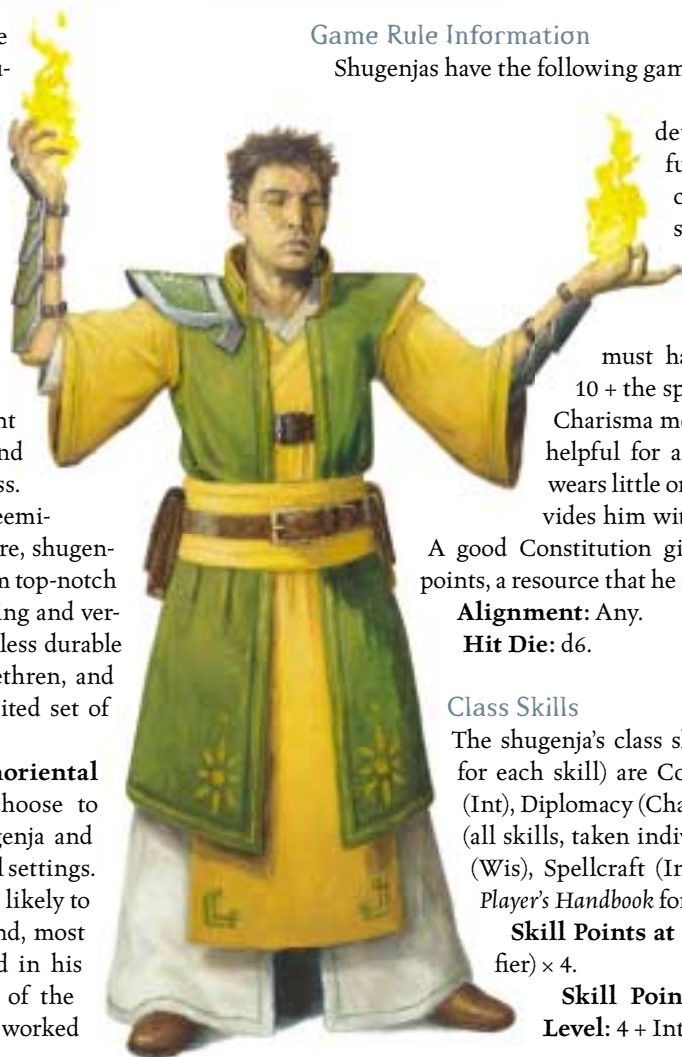 e
u-
nt
nd
ss.
eemi-
re, shugen-
m top-notch
ing and ver-
less durable
ethren, and
ited set of
noriental
hoose to
genja and
l settings.
likely to
nd, most
d in his
of the
worked
Game Rule Information
Shugenjas have the following gam
de
fu
c
s
must ha
10 + the sp
Charisma m
helpful for a
wears little or
vides him wit
A good Constitution gi
points, a resource that he
Alignment: Any.
Hit Die: d6.
Class Skills
The shugenja's class s
for each skill) are Co
(Int), Diplomacy (Cha
(all skills, taken indiv
(Wis), Spellcraft (In
Player's Handbook for
Skill Points at
fier) × 4.
Skill Poin
Level: 4 + Int